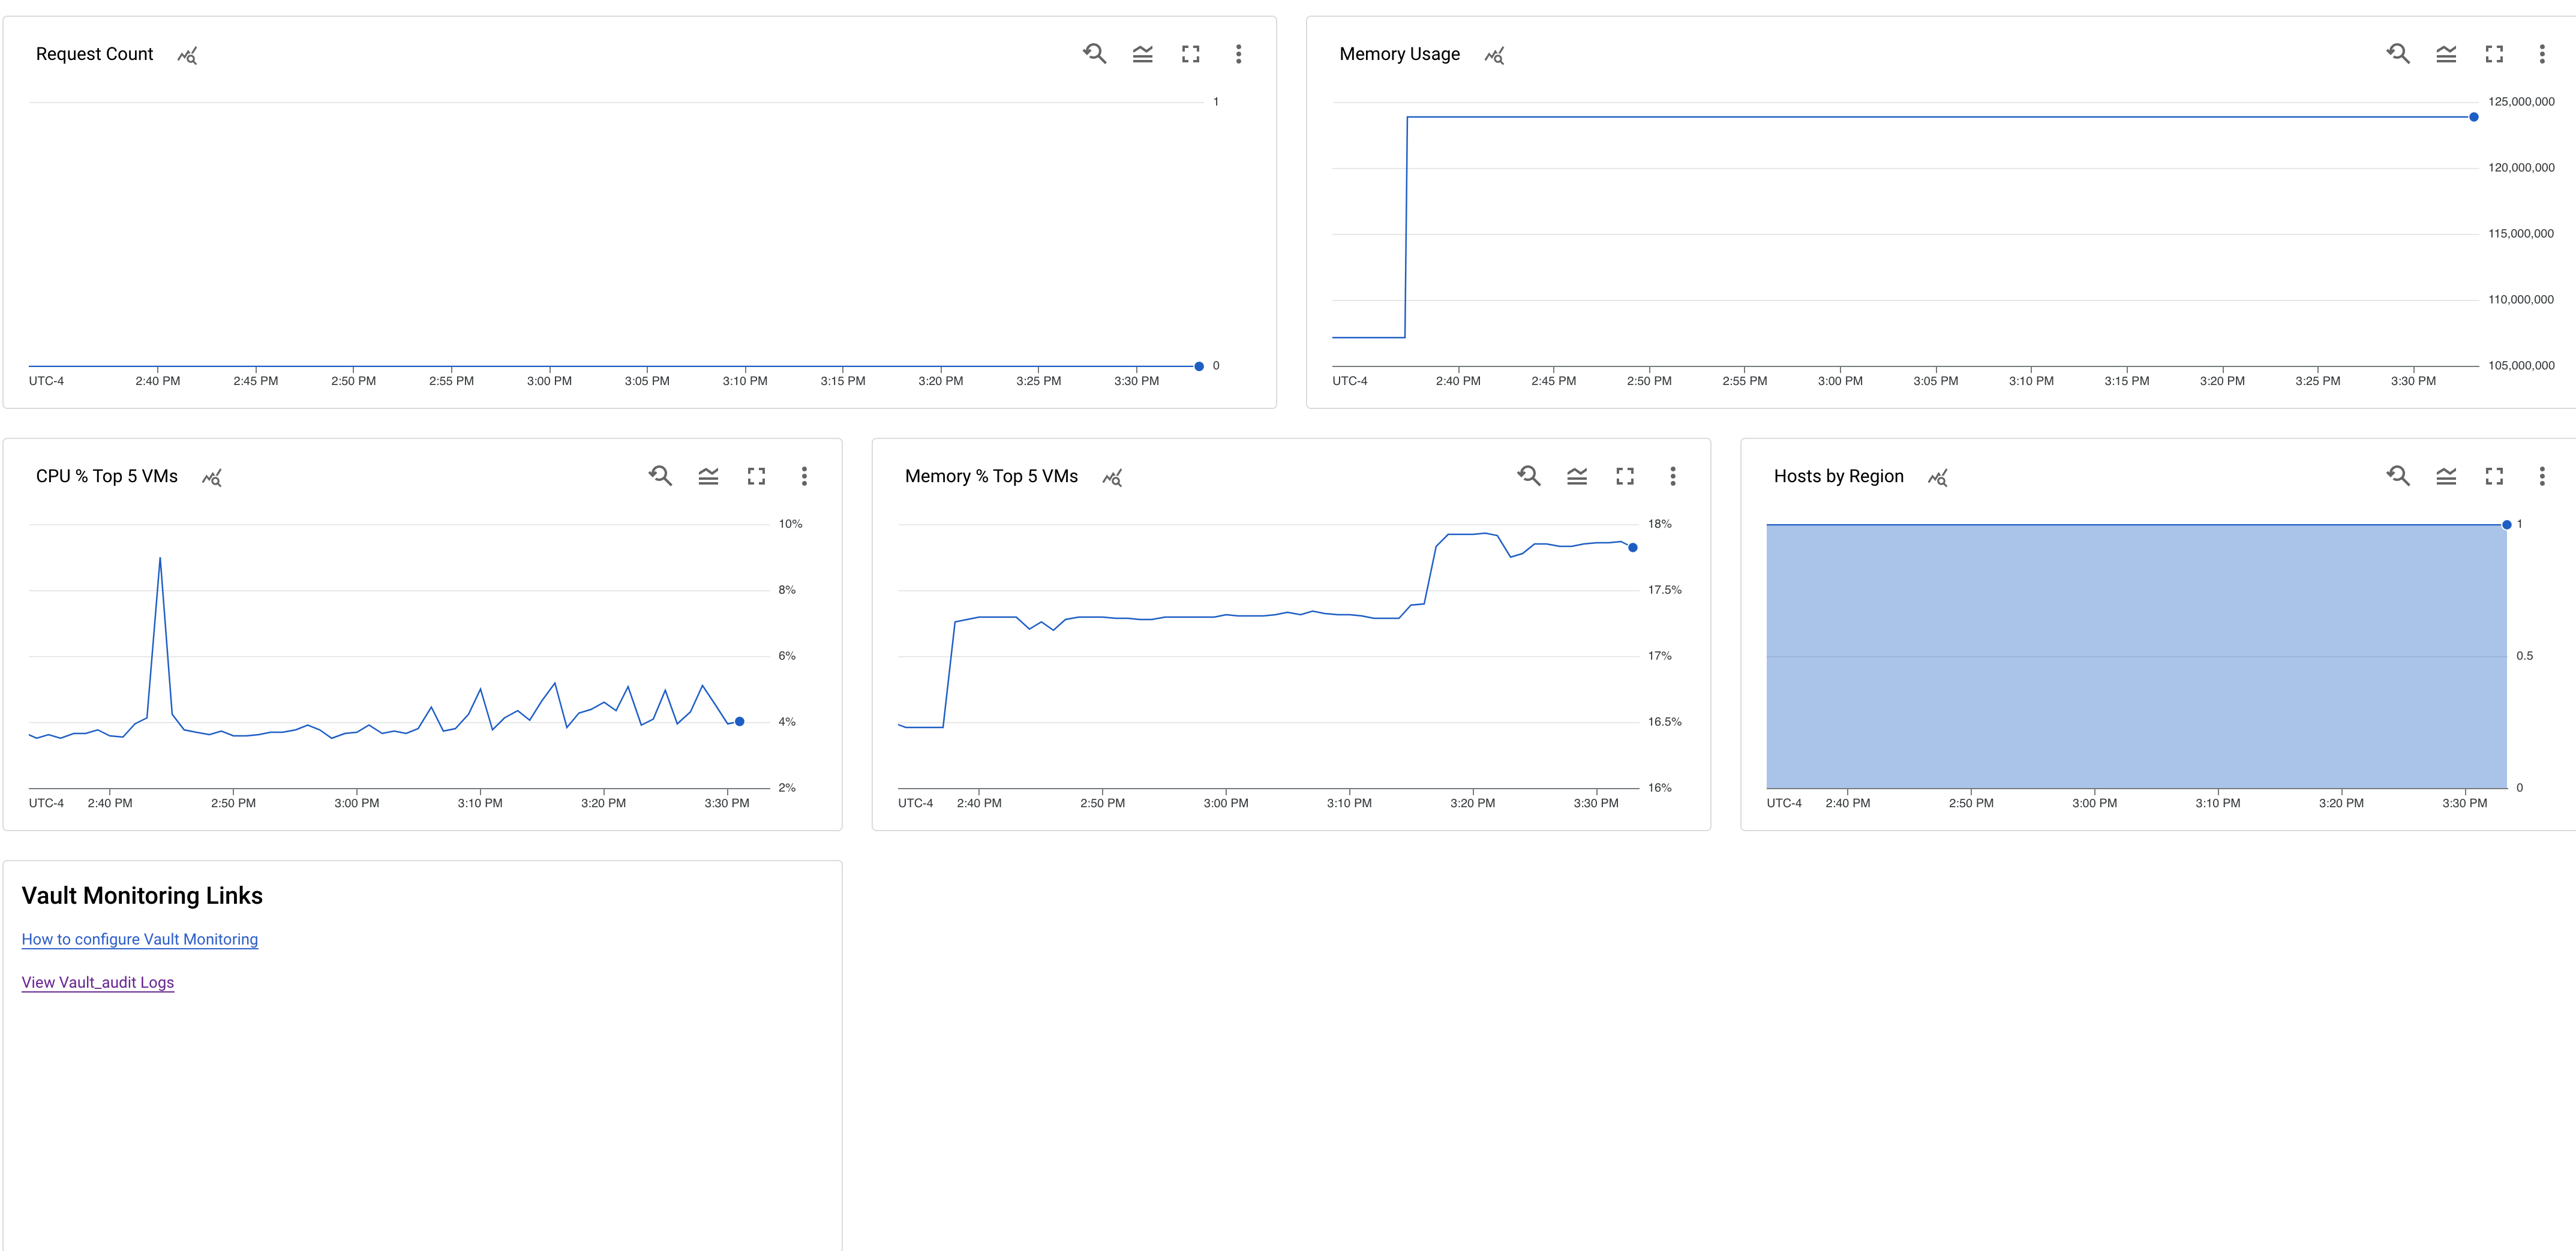 Request Count
1
0
UTC-4 2:40 PM 2:45 PM 2:50 PM 2:55 PM 3:00 PM 3:05 PM 3:10 PM 3:15 PM 3:20 PM 3:25 PM 3:30 PM
Memory Usage
125,000,000
120,000,000
115,000,000
110,000,000
105,000,000
UTC-4 2:40 PM 2:45 PM 2:50 PM 2:55 PM 3:00 PM 3:05 PM 3:10 PM 3:15 PM 3:20 PM 3:25 PM 3:30 PM
CPU % Top 5 VMs
10%
8%
6%
4%
2%
UTC-4 2:40 PM 2:50 PM 3:00 PM 3:10 PM 3:20 PM 3:30 PM
Memory % Top 5 VMs
18%
17.5%
17%
16.5%
16%
UTC-4 2:40 PM 2:50 PM 3:00 PM 3:10 PM 3:20 PM 3:30 PM
Hosts by Region
1
0.5
0
UTC-4 2:40 PM 2:50 PM 3:00 PM 3:10 PM 3:20 PM 3:30 PM
Vault Monitoring Links
How to configure Vault Monitoring
View Vault_audit Logs